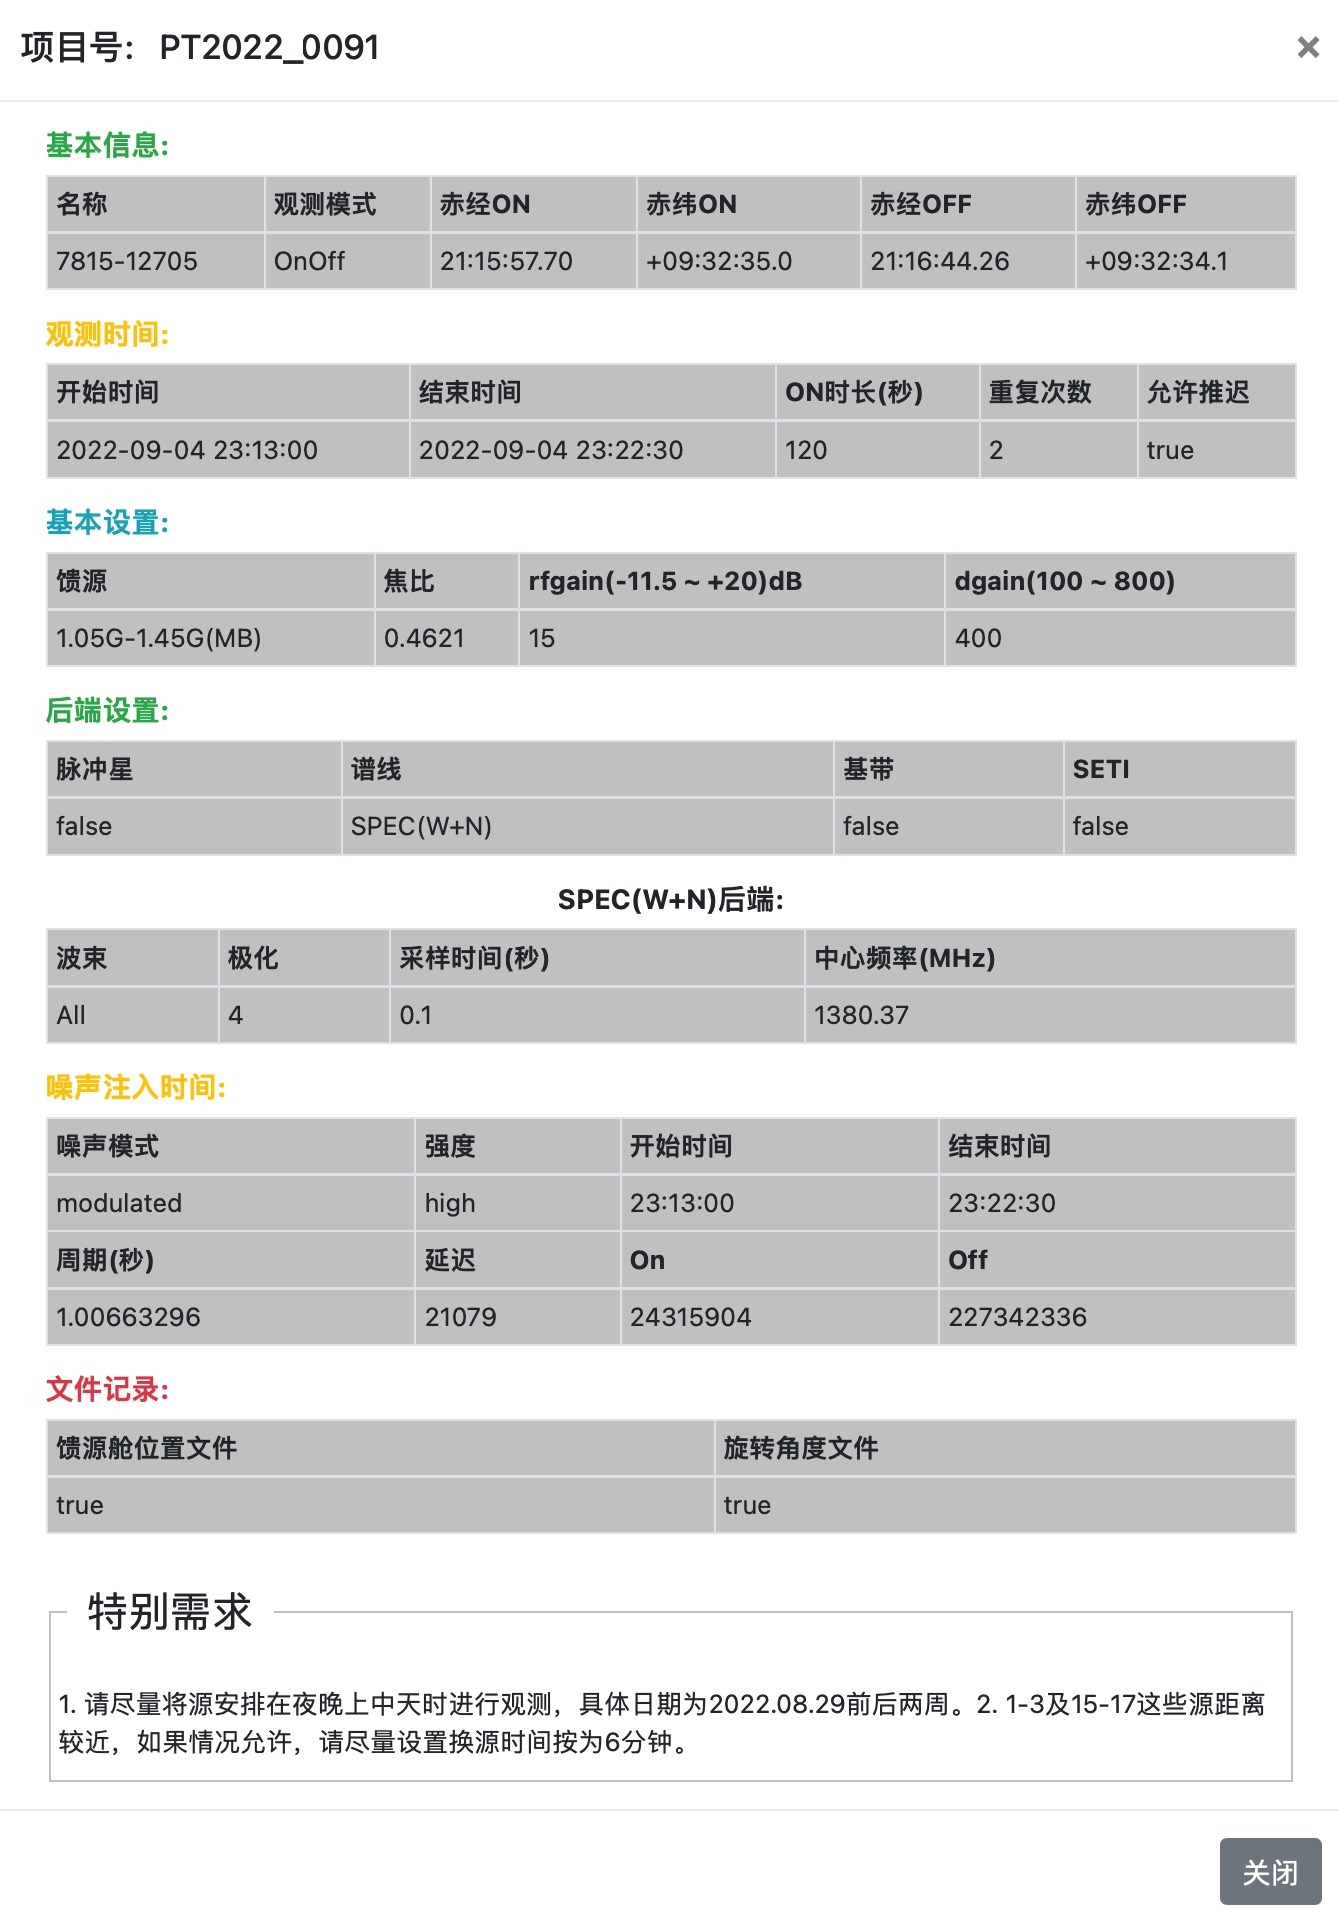 项目号: PT2022_0091
×
基本信息:
名称 观测模式 赤经ON 赤纬ON 赤经OFF 赤纬OFF
7815-12705 OnOff 21:15:57.70 +09:32:35.0 21:16:44.26 +09:32:34.1
观测时间:
开始时间 结束时间 ON时长(秒) 重复次数 允许推迟
2022-09-04 23:13:00 2022-09-04 23:22:30 120 2 true
基本设置:
馈源 焦比 rfgain(-11.5 ~ +20)dB dgain(100 ~ 800)
1.05G-1.45G(MB) 0.4621 15 400
后端设置:
脉冲星 谱线 基带 SETI
false SPEC(W+N) false false
SPEC(W+N)后端:
波束 极化 采样时间(秒) 中心频率(MHz)
All 4 0.1 1380.37
噪声注入时间:
噪声模式 强度 开始时间 结束时间
modulated high 23:13:00 23:22:30
周期(秒) 延迟 On Off
1.00663296 21079 24315904 227342336
文件记录:
馈源舱位置文件 旋转角度文件
true true
特别需求
1. 请尽量将源安排在夜晚上中天时进行观测，具体日期为2022.08.29前后两周。2. 1-3及15-17这些源距离
较近，如果情况允许，请尽量设置换源时间按为6分钟。
关闭